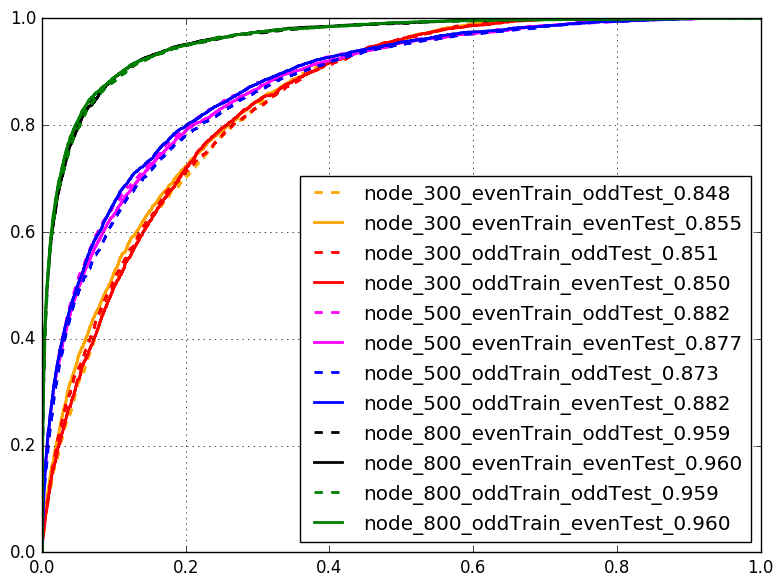 1.0
0.8
0.6
0.4
0.2
0.0
node_300_evenTrain_oddTest_0.848
node_300_evenTrain_evenTest_0.855
node_300_oddTrain_oddTest_0.851
node_300_oddTrain_evenTest_0.850
node_500_evenTrain_oddTest_0.882
node_500_evenTrain_evenTest_0.877
node_500_oddTrain_oddTest_0.873
node_500_oddTrain_evenTest_0.882
node_800_evenTrain_oddTest_0.959
node_800_evenTrain_evenTest_0.960
node_800_oddTrain_oddTest_0.959
node_800_oddTrain_evenTest_0.960
0.0 0.2 0.4 0.6 0.8 1.0